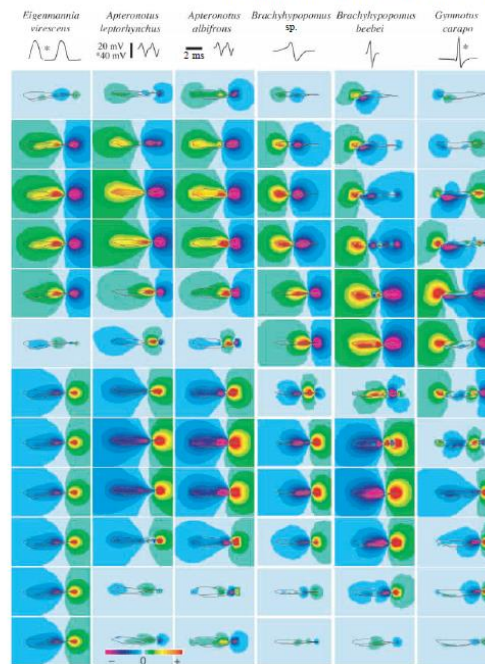 Eigenmannia Apteronotus Apteronotus Brachyhypopomus Brachyhypopomus Gymnotus
virescens leptorhynchus albifrons sp. beebei carapo
* 20 mV *
*40 mV 2 ms
− 0 +